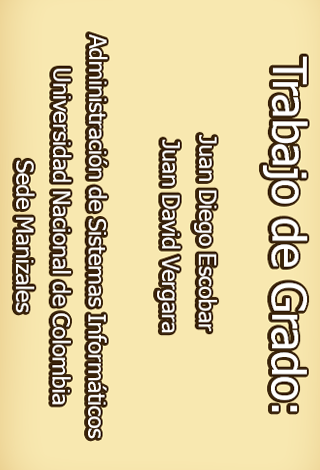 Trabajo de Grado:
Juan Diego Escobar
Juan David Vergara
Administración de Sistemas Informáticos
Universidad Nacional de Colombia
Sede Manizales